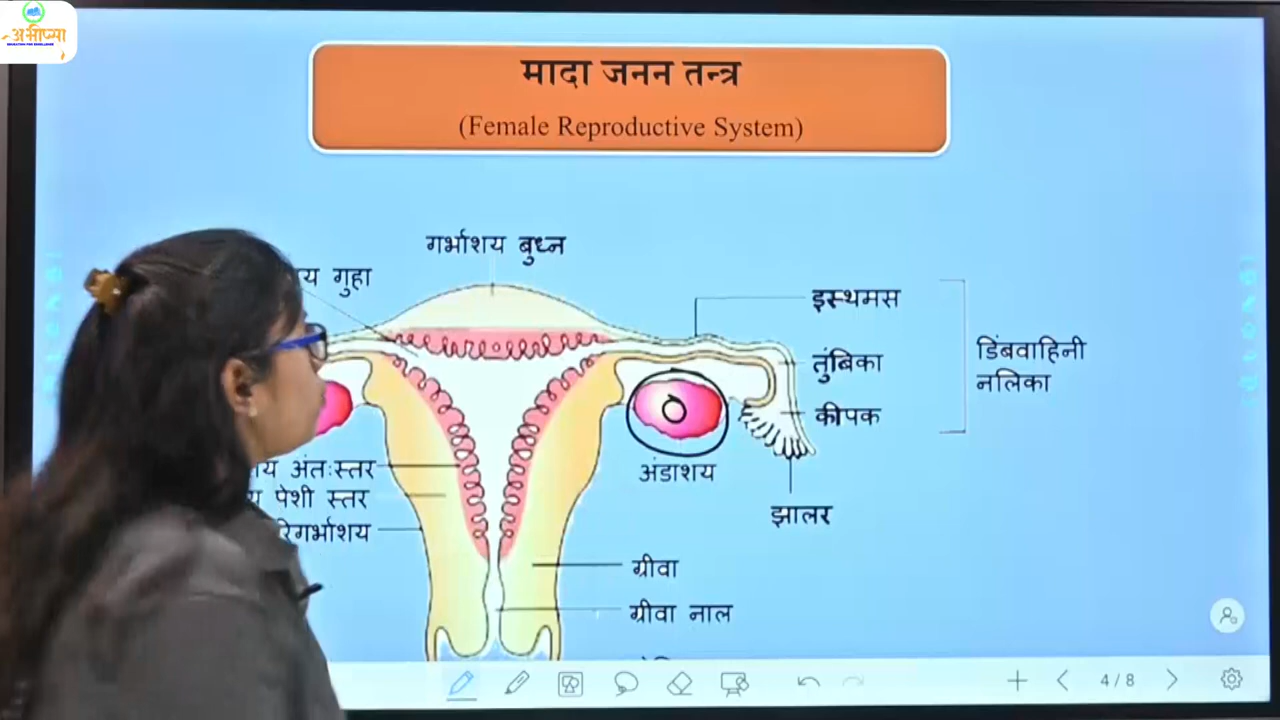 अभीप्सा
मादा जनन तन्त्र
(Female Reproductive System)
गर्भाशय बुध्न
गुहा
इस्थमस
तुंबिका
कीपक
डिंबवाहिनी
नलिका
अंडाशय
झालर
अंतःस्तर
पेशी स्तर
ग्रीवा
ग्रीवा नाल
4/8